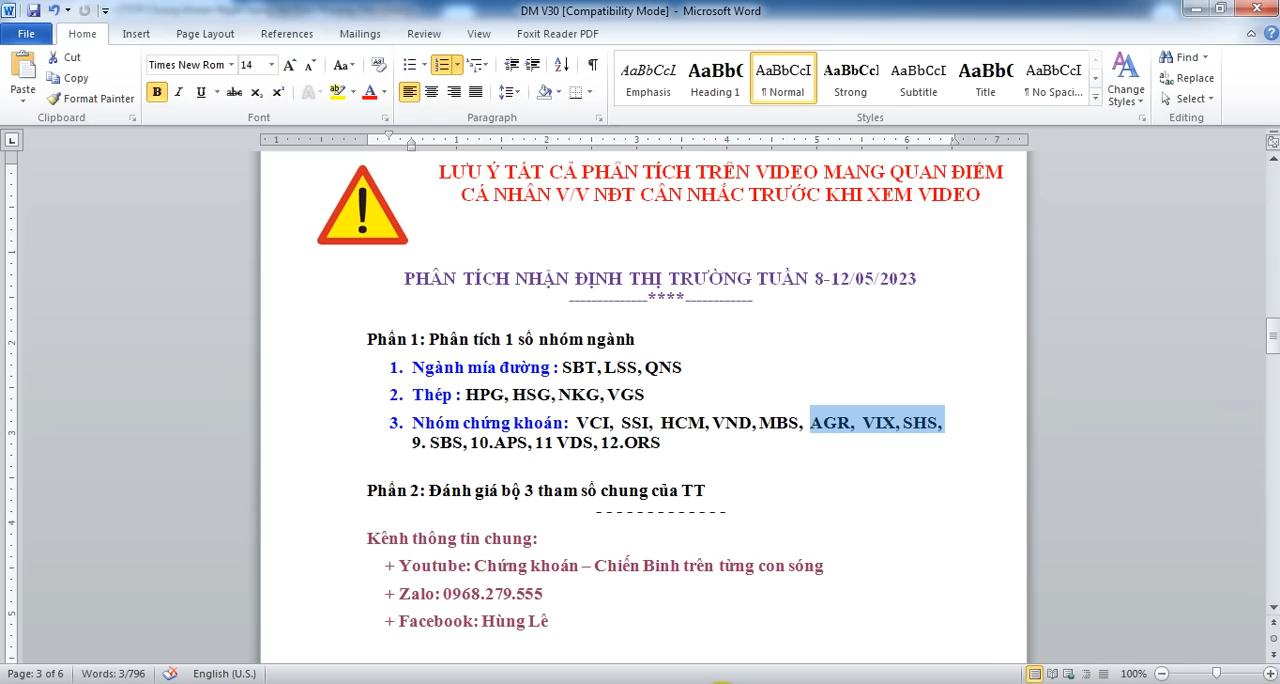 DM V30 [Compatibility Mode] - Microsoft Word
File Home Insert Page Layout References Mailings Review View Foxit Reader PDF
Paste
Cut
Copy
Format Painter
Clipboard
Times New Rom 14
Font
Paragraph
AaBbCcI AaBb( AaBbCcI AaBbCcl AaBbCcI AaBb( AaBbCcI
Emphasis Heading 1 ¶ Normal Strong Subtitle Title ¶ No Spaci...
Change Styles
Styles
Find
Replace
Select
Editing
LƯU Ý TẤT CẢ PHÂN TÍCH TRÊN VIDEO MANG QUAN ĐIỂM
CÁ NHÂN V/V NĐT CÂN NHẮC TRƯỚC KHI XEM VIDEO
PHÂN TÍCH NHẬN ĐỊNH THỊ TRƯỜNG TUẦN 8-12/05/2023
--------------****------------
Phần 1: Phân tích 1 số nhóm ngành
1. Ngành mía đường : SBT, LSS, QNS
2. Thép : HPG, HSG, NKG, VGS
3. Nhóm chứng khoán: VCI, SSI, HCM, VND, MBS, AGR, VIX, SHS,
9. SBS, 10.APS, 11 VDS, 12.ORS
Phần 2: Đánh giá bộ 3 tham số chung của TT
- - - - - - - - - - - - -
Kênh thông tin chung:
+ Youtube: Chứng khoán – Chiến Binh trên từng con sóng
+ Zalo: 0968.279.555
+ Facebook: Hùng Lê
Page: 3 of 6 Words: 3/796 English (U.S.) 100%